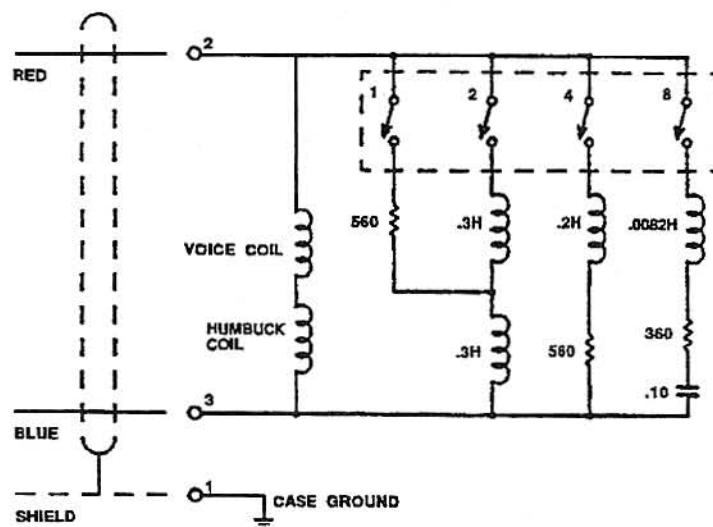 2
RED
1
2
4
8
560
.3H
.2H
.0082H
VOICE COIL
HUMBUCK
COIL
.3H
560
360
.10
3
BLUE
1
CASE GROUND
SHIELD